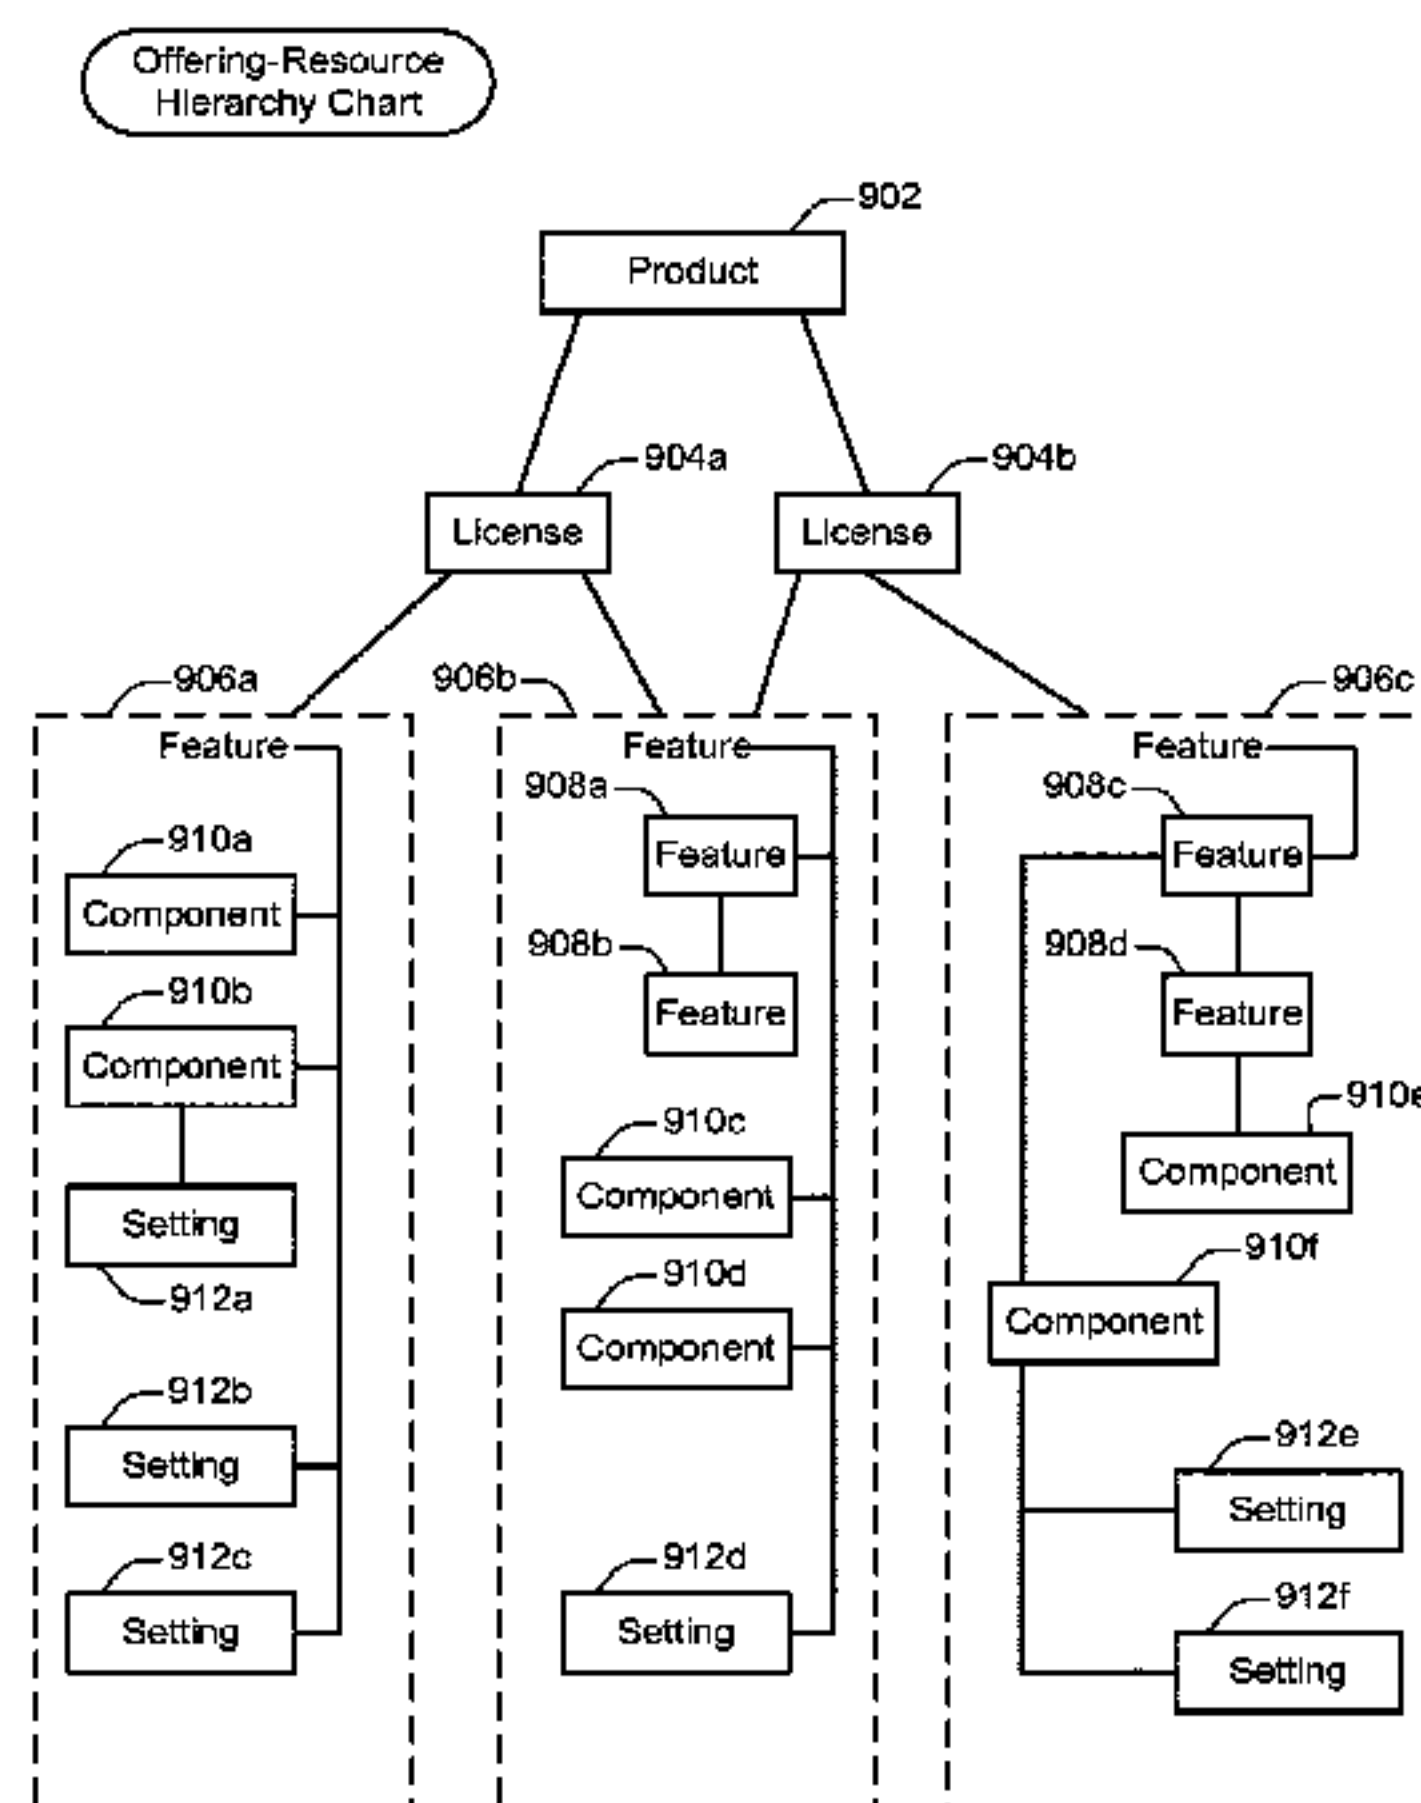 Offering-Resource
Hierarchy Chart
902
Product
904a
904b
License
License
906a
906b
906c
Feature
Feature
Feature
908a
908c
Feature
Feature
910a
Component
908b
908d
910b
Feature
Feature
Component
910e
910c
Component
Component
Setting
910f
910d
912a
Component
Component
912b
912e
Setting
Setting
912c
912d
912f
Setting
Setting
Setting